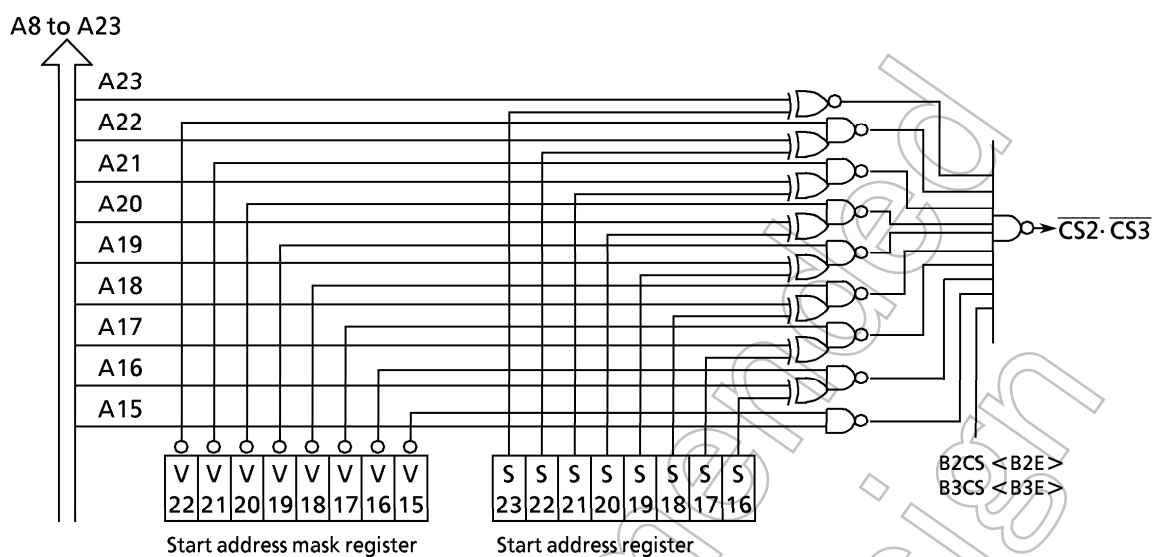 A8 to A23
A23
A22
A21
A20
A19
A18
A17
A16
A15
CS2 · CS3
V V V V V V V V
22 21 20 19 18 17 16 15
S S S S S S S S
23 22 21 20 19 18 17 16
B2CS <B2E>
B3CS <B3E>
Start address mask register
Start address register